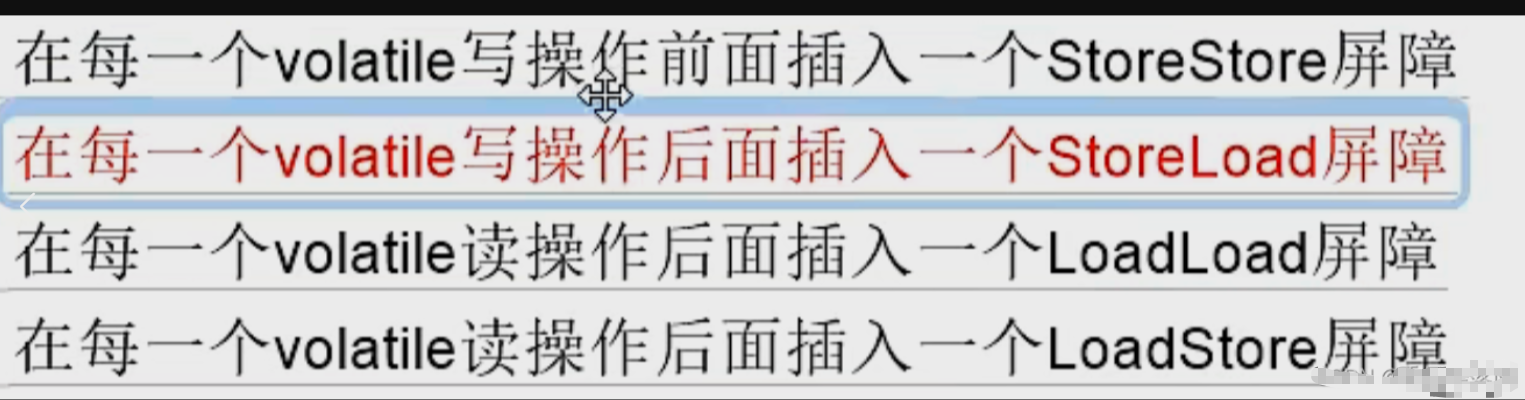 在每一个volatile写操作前面插入一个StoreStore屏障
在每一个volatile写操作后面插入一个StoreLoad屏障
在每一个volatile读操作后面插入一个LoadLoad屏障
在每一个volatile读操作后面插入一个LoadStore屏障